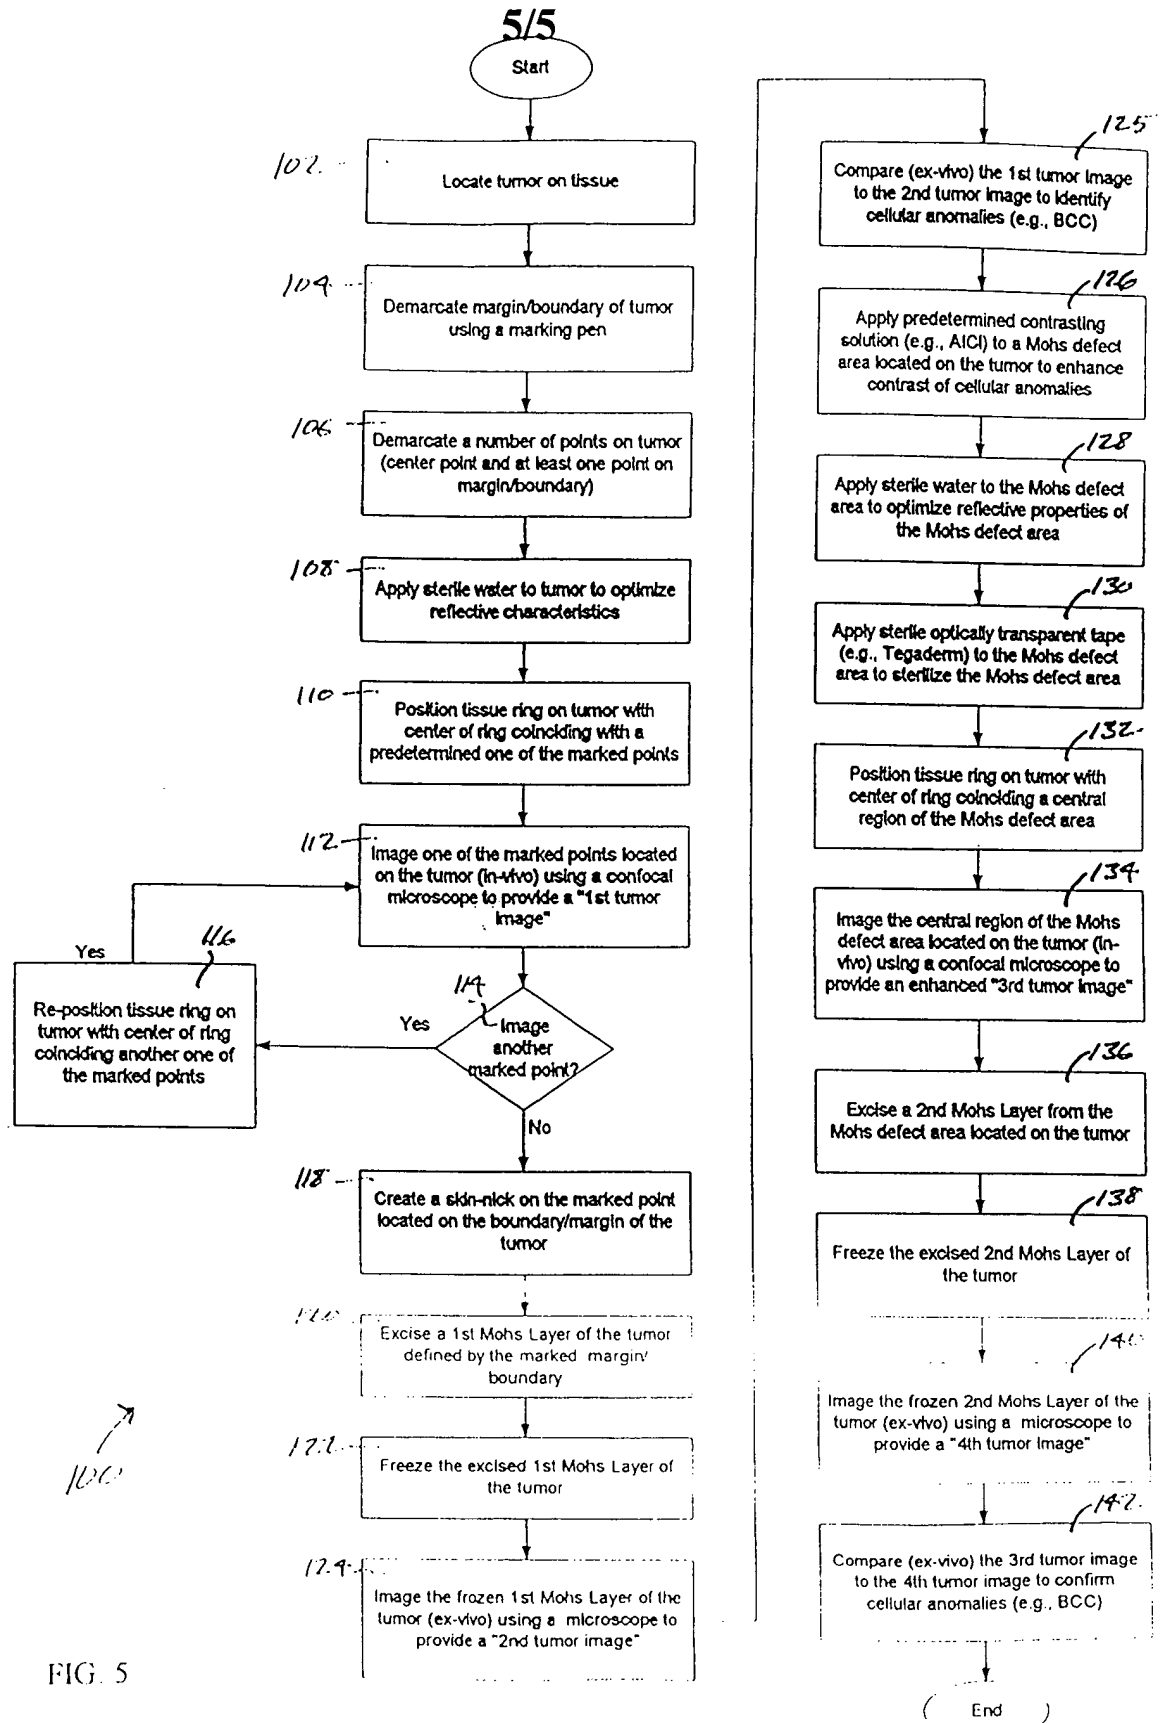 5/5
Start
102
Locate tumor on tissue
104
Demarcate margin/boundary of tumor
using a marking pen
106
Demarcate a number of points on tumor
(center point and at least one point on
margin/boundary)
108
Apply sterile water to tumor to optimize
reflective characteristics
110
Position tissue ring on tumor with
center of ring coinciding with a
predetermined one of the marked points
112
Image one of the marked points located
on the tumor (in-vivo) using a confocal
microscope to provide a "1st tumor
Image"
Yes
116
Re-position tissue ring on
tumor with center of ring
coinciding another one of
the marked points
114
Yes
Image
another
marked point?
No
118
Create a skin-nick on the marked point
located on the boundary/margin of the
tumor
120
Excise a 1st Mohs Layer of the tumor
defined by the marked margin/
boundary
122
Freeze the excised 1st Mohs Layer of
the tumor
124
Image the frozen 1st Mohs Layer of the
tumor (ex-vivo) using a microscope to
provide a "2nd tumor image"
100
FIG. 5
125
Compare (ex-vivo) the 1st tumor Image
to the 2nd tumor image to identify
cellular anomalies (e.g., BCC)
126
Apply predetermined contrasting
solution (e.g., AlCl) to a Mohs defect
area located on the tumor to enhance
contrast of cellular anomalies
128
Apply sterile water to the Mohs defect
area to optimize reflective properties of
the Mohs defect area
130
Apply sterile optically transparent tape
(e.g., Tegaderm) to the Mohs defect
area to sterilize the Mohs defect area
132
Position tissue ring on tumor with
center of ring coinciding a central
region of the Mohs defect area
134
Image the central region of the Mohs
defect area located on the tumor (in-
vivo) using a confocal microscope to
provide an enhanced "3rd tumor Image"
136
Excise a 2nd Mohs Layer from the
Mohs defect area located on the tumor
138
Freeze the excised 2nd Mohs Layer of
the tumor
140
Image the frozen 2nd Mohs Layer of the
tumor (ex-vivo) using a microscope to
provide a "4th tumor Image"
142
Compare (ex-vivo) the 3rd tumor image
to the 4th tumor image to confirm
cellular anomalies (e.g., BCC)
End